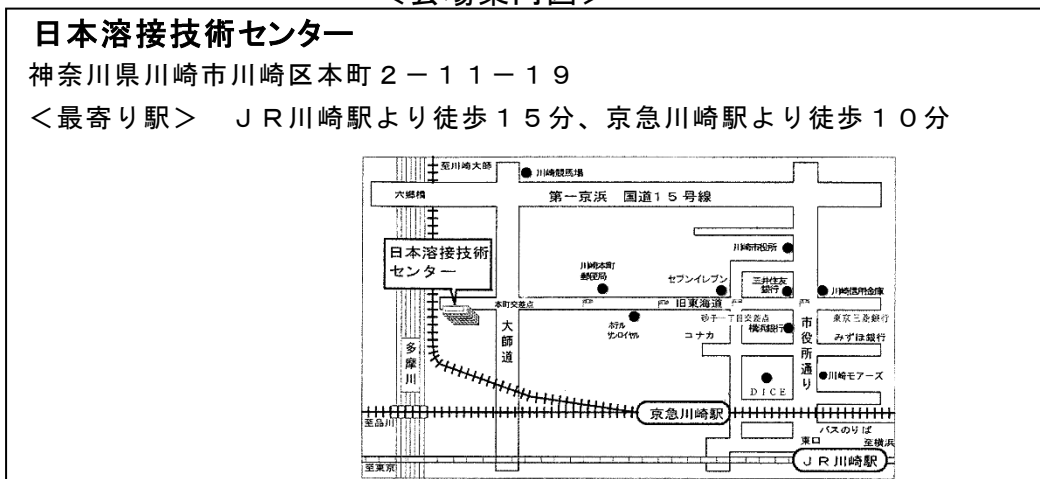 ＜会場案内図＞
日本溶接技術センター
神奈川県川崎市川崎区本町２－１１－１９
＜最寄り駅＞　ＪＲ川崎駅より徒歩１５分、京急川崎駅より徒歩１０分
至川崎大師
川崎競馬場
六郷橋
第一京浜　国道１５号線
川崎市役所
日本溶接技術
センター
川崎本町
郵便局
セブンイレブン
三井住友
銀行
川崎信用金庫
本町交差点
旧東海道
砂子一丁目交差点
ホテル
サンロイヤル
コナカ
横浜銀行
東京三菱銀行
みずほ銀行
大師道
市役所通り
多摩川
川崎モアーズ
ＤＩＣＥ
京急川崎駅
至品川
バスのりば
東口
至横浜
至東京
ＪＲ川崎駅